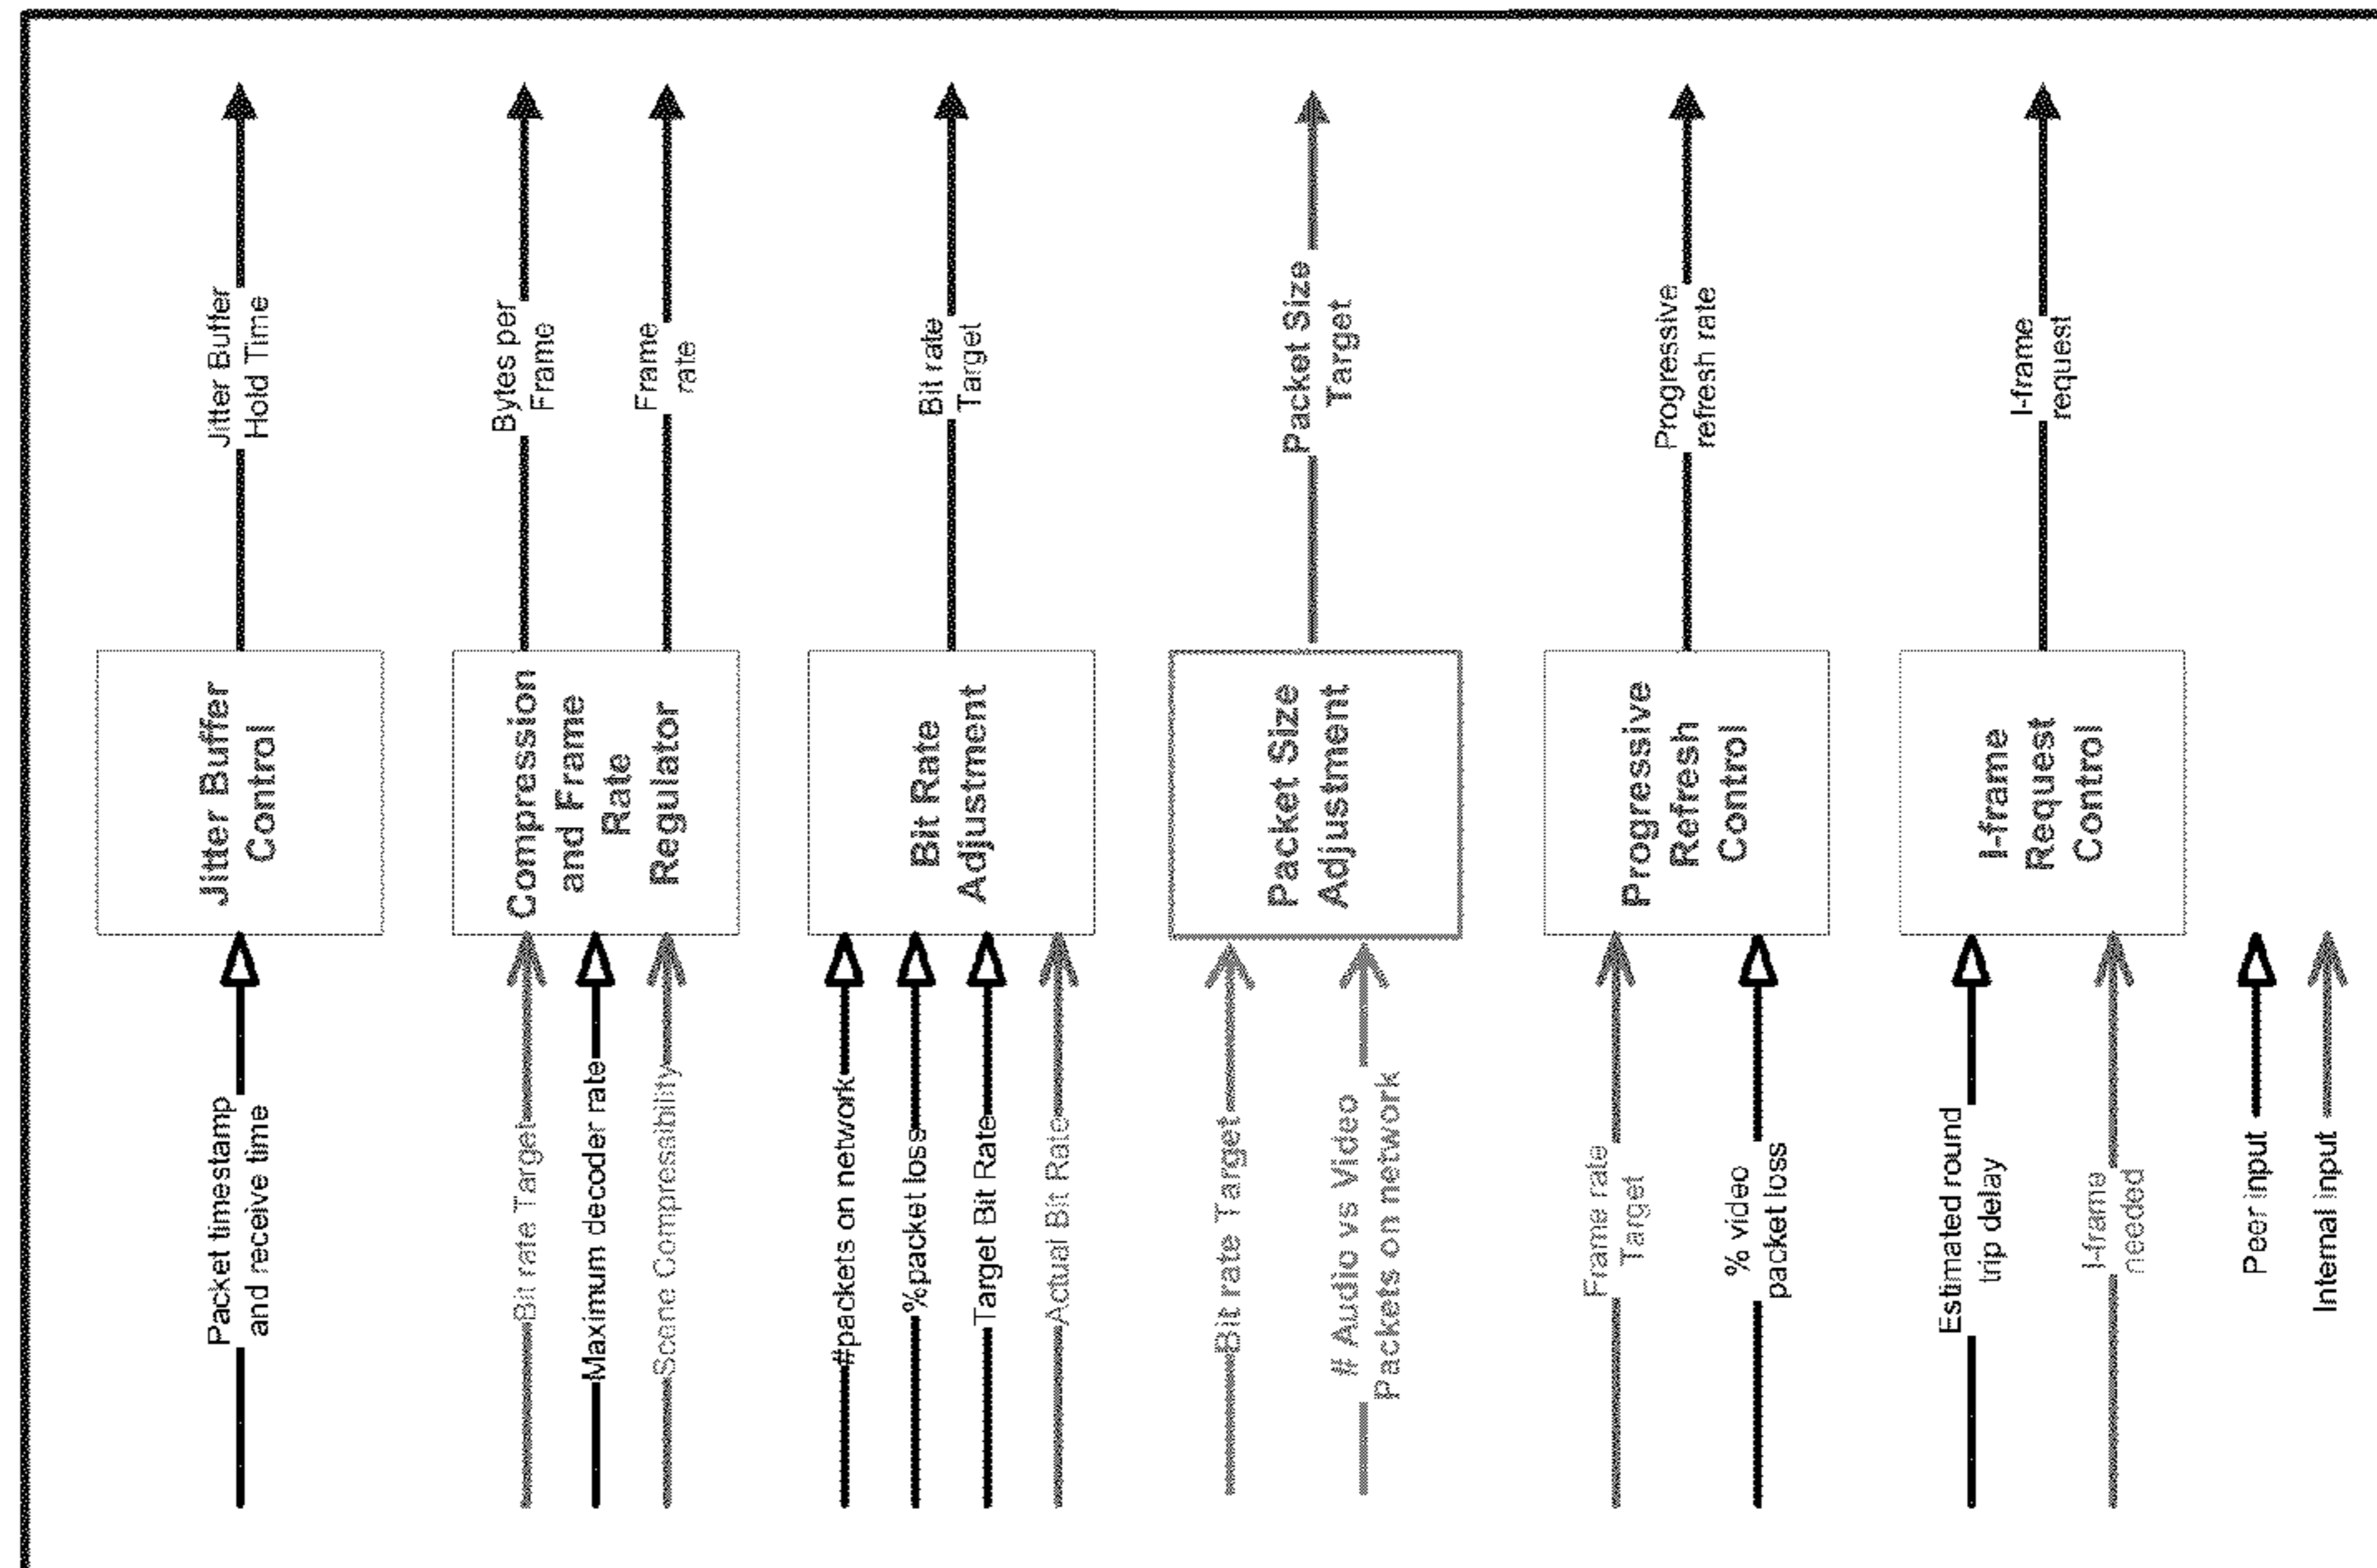 Packet timestamp
and receive time
Jitter Buffer
Control
Jitter Buffer
Hold Time
Bit rate Target
Maximum decoder rate
Scene Compressibility
Compression
and Frame
Rate
Regulator
Bytes per
Frame
Frame
rate
#packets on network
%packet loss
Target Bit Rate
Actual Bit Rate
Bit Rate
Adjustment
Bit rate
Target
Bit rate Target
# Audio vs Video
Packets on network
Packet Size
Adjustment
Packet Size
Target
Frame rate
Target
% video
packet loss
Progressive
Refresh
Control
Progressive
refresh rate
Estimated round
trip delay
I-frame
needed
I-frame
Request
Control
I-frame
request
Peer input
Internal input